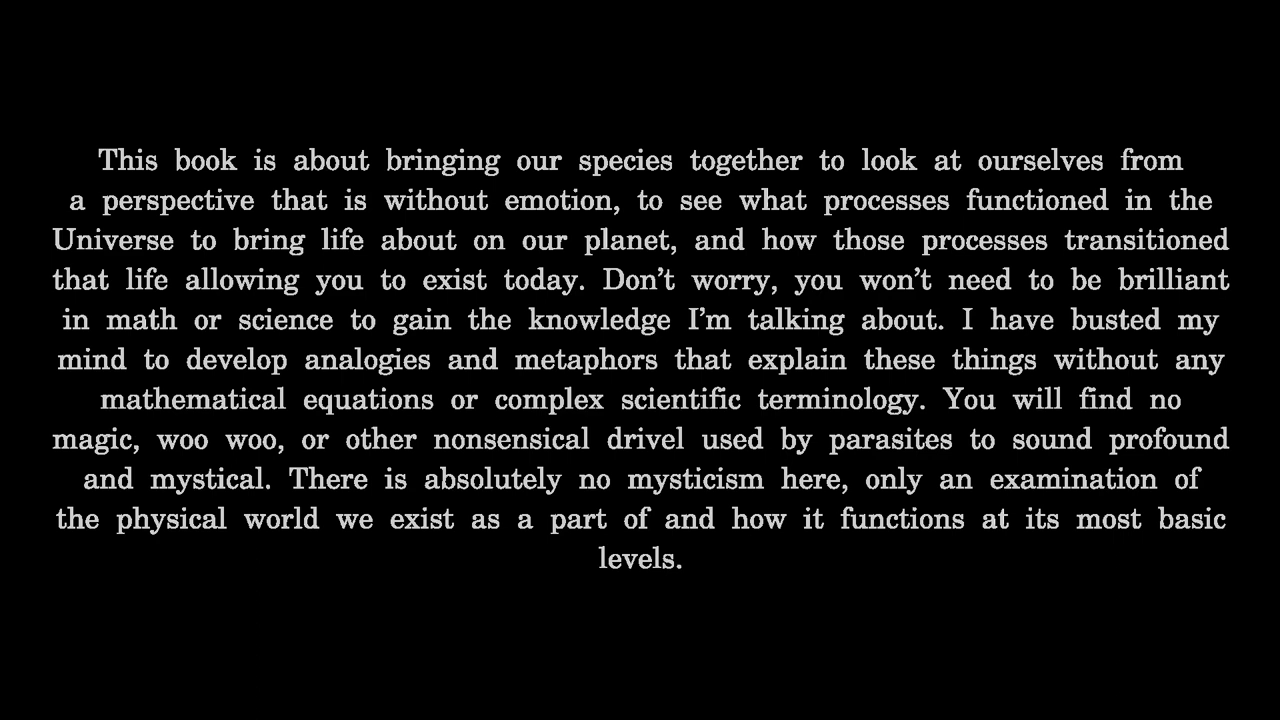 This book is about bringing our species together to look at ourselves from
a perspective that is without emotion, to see what processes functioned in the
Universe to bring life about on our planet, and how those processes transitioned
that life allowing you to exist today. Don’t worry, you won’t need to be brilliant
in math or science to gain the knowledge I’m talking about. I have busted my
mind to develop analogies and metaphors that explain these things without any
mathematical equations or complex scientific terminology. You will find no
magic, woo woo, or other nonsensical drivel used by parasites to sound profound
and mystical. There is absolutely no mysticism here, only an examination of
the physical world we exist as a part of and how it functions at its most basic
levels.